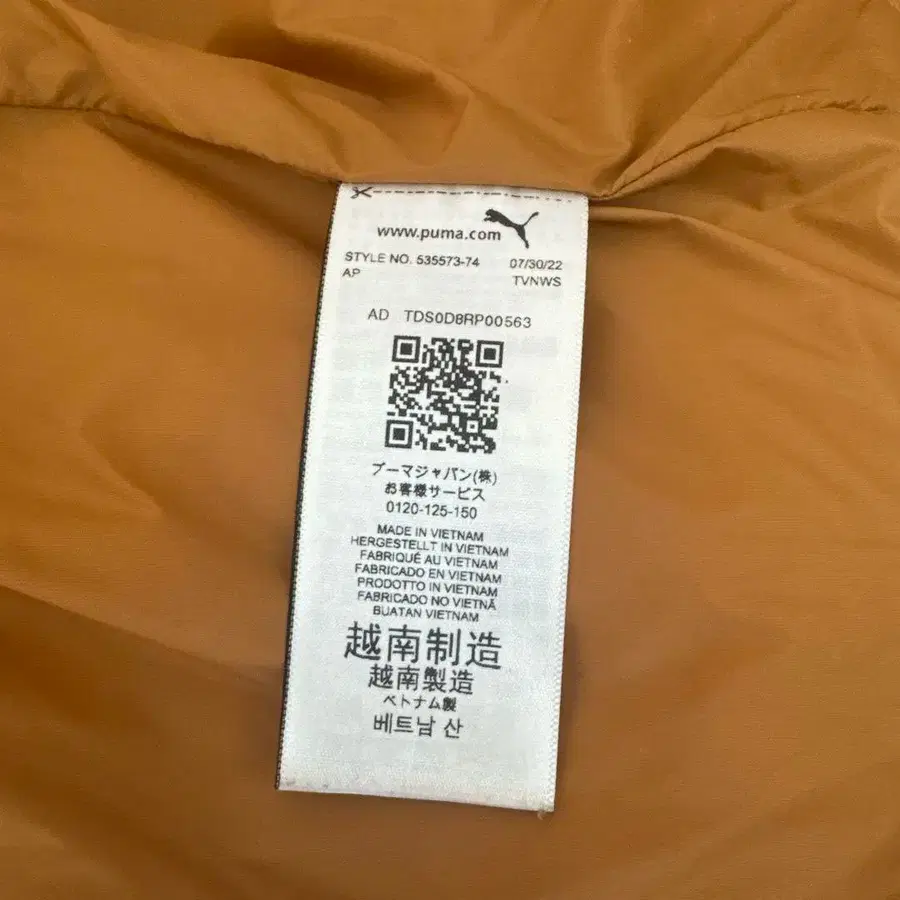 www.puma.com
STYLE NO. 535573-74 07/30/22
AP TVNWS
AD TDS0D8RP00563
プーマジャパン(株)
お客様サービス
0120-125-150
MADE IN VIETNAM
HERGESTELLT IN VIETNAM
FABRIQUÉ AU VIETNAM
FABRICADO EN VIETNAM
PRODOTTO IN VIETNAM
FABRICADO NO VIETNÃ
BUATAN VIETNAM
越南制造
越南製造
ベトナム製
베트남 산